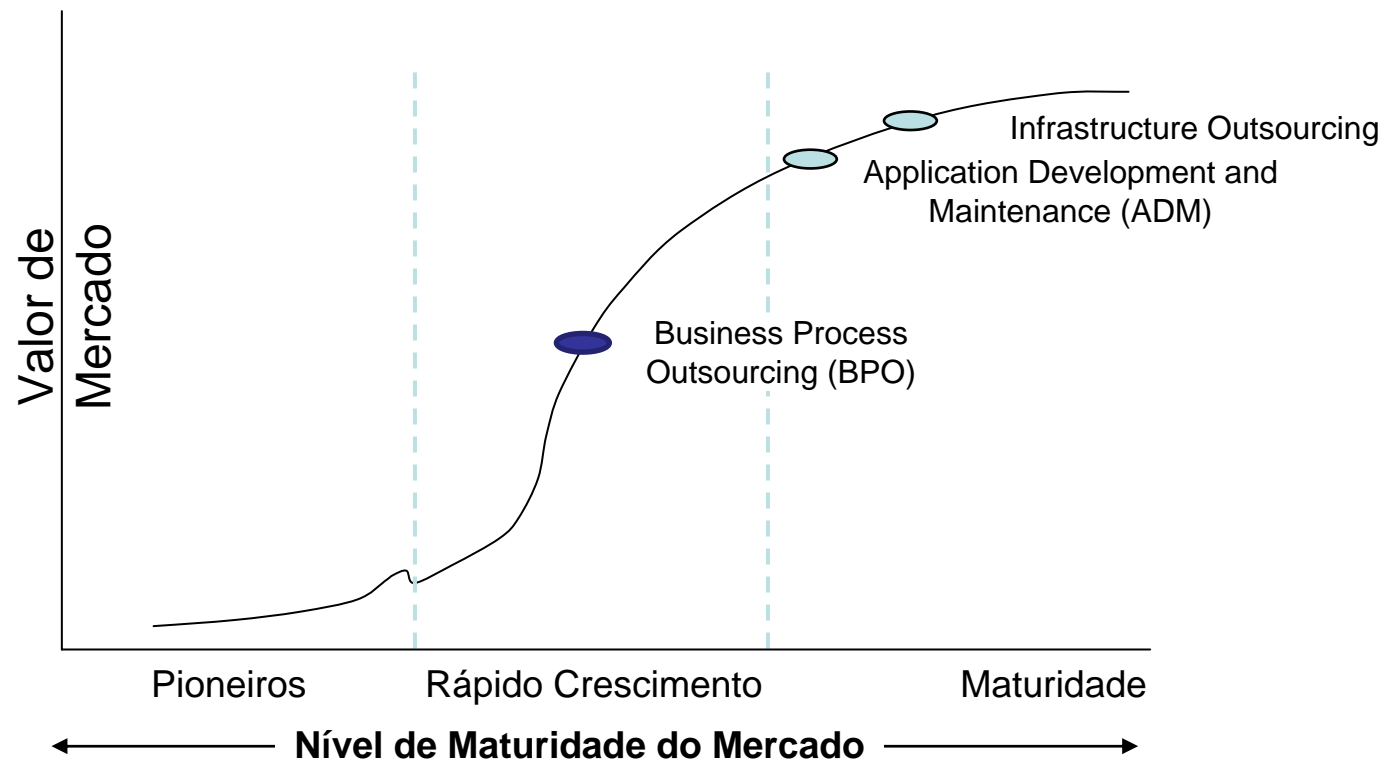 Valor de
Mercado
Infrastructure Outsourcing
Application Development and
Maintenance (ADM)
Business Process
Outsourcing (BPO)
Pioneiros
Rápido Crescimento
Maturidade
Nível de Maturidade do Mercado